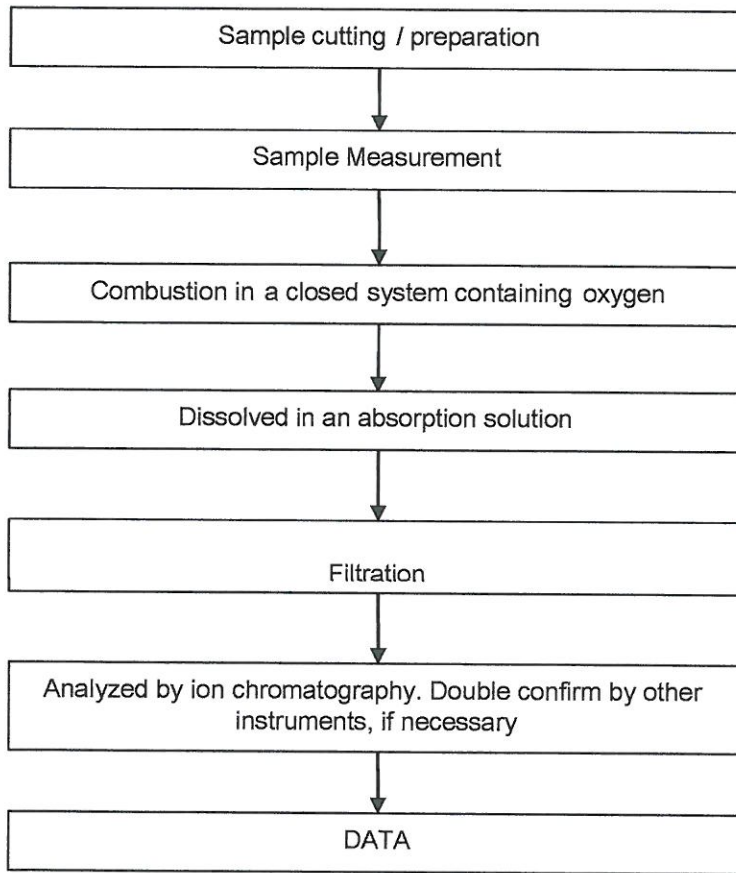 Sample cutting / preparation
Sample Measurement
Combustion in a closed system containing oxygen
Dissolved in an absorption solution
Filtration
Analyzed by ion chromatography. Double confirm by other
instruments, if necessary
DATA